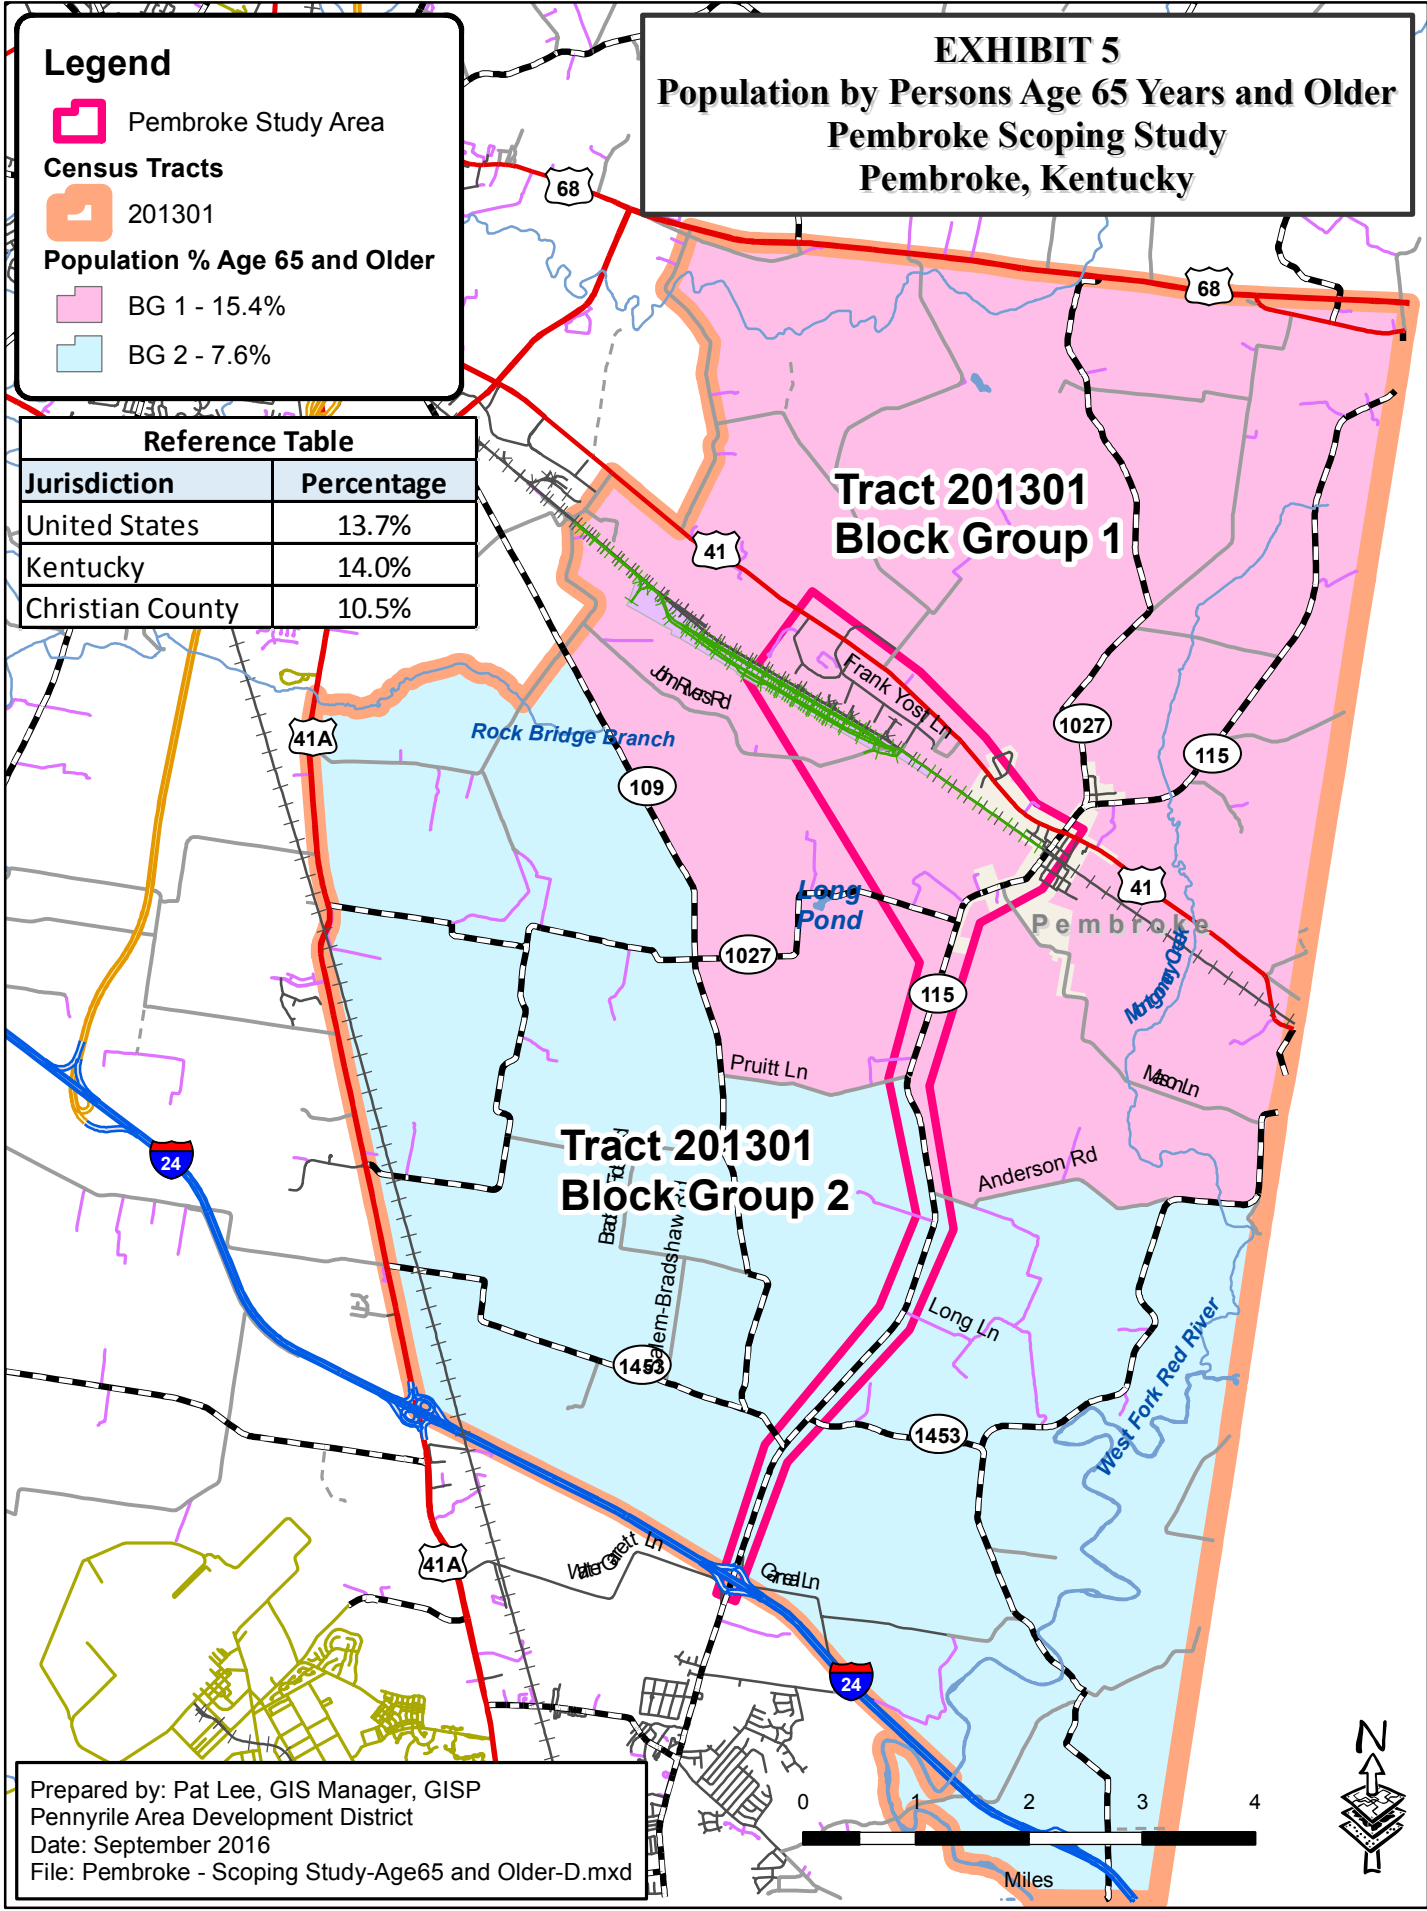 EXHIBIT 5
Population by Persons Age 65 Years and Older
Pembroke Scoping Study
Pembroke, Kentucky
Legend
Pembroke Study Area
Census Tracts
201301
Population % Age 65 and Older
BG 1 - 15.4%
BG 2 - 7.6%
Reference Table
Jurisdiction Percentage
United States 13.7%
Kentucky 14.0%
Christian County 10.5%
68
68
Tract 201301
Block Group 1
41
Frank Yost Ln
John Rives Rd
Rock Bridge Branch
41A
109
1027
115
Long
Pond
41
Pembroke
1027
115
Montgomery Creek
Pruitt Ln
Mason Ln
Tract 201301
Block Group 2
Anderson Rd
24
Long Ln
West Fork Red River
1453
1453
41A
24
0 1 2 3 4
Miles
N
Prepared by: Pat Lee, GIS Manager, GISP
Pennyrile Area Development District
Date: September 2016
File: Pembroke - Scoping Study-Age65 and Older-D.mxd